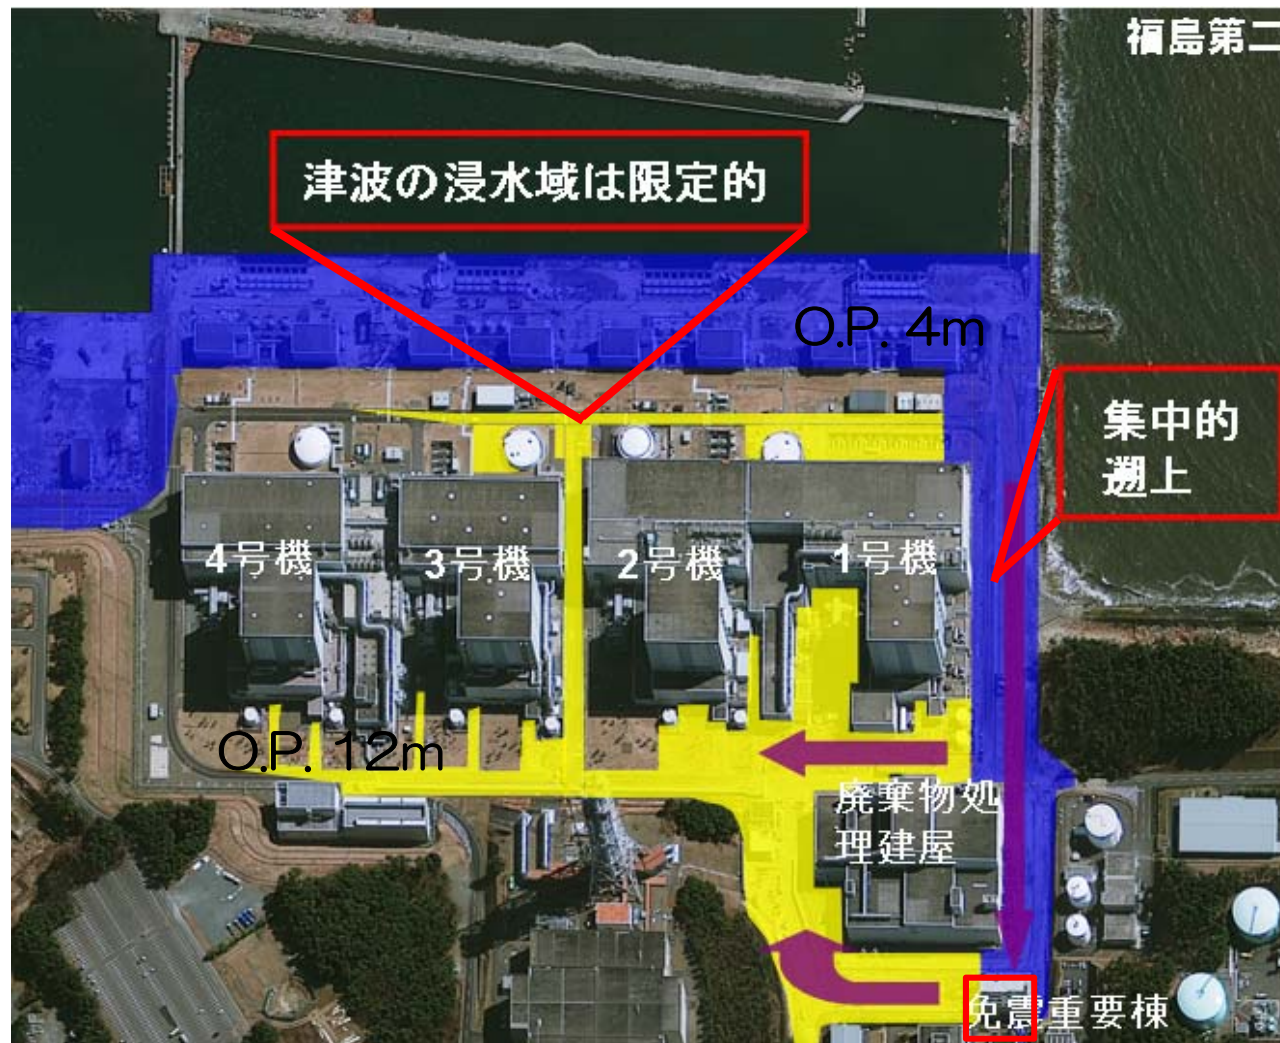 福島第二
津波の浸水域は限定的
O.P. 4m
集中的
遡上
4号機
3号機
2号機
1号機
O.P. 12m
廃棄物処
理建屋
免震重要棟